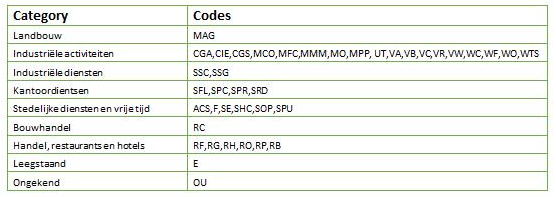 Category Codes
Landbouw MAG
Industriële activiteiten CGA,CIE,CGS,MCO,MFC,MMM,MO,MPP, UT,VA,VB,VC,VR,VW,WC,WF,WO,WTS
Industriële diensten SSC,SSG
Kantoordientsen SFL,SPC,SPR,SRD
Stedelijke diensten en vrije tijd ACS,F,SE,SHC,SOP,SPU
Bouwhandel RC
Handel, restaurants en hotels RF,RG,RH,RO,RP,RB
Leegstaand E
Ongekend OU